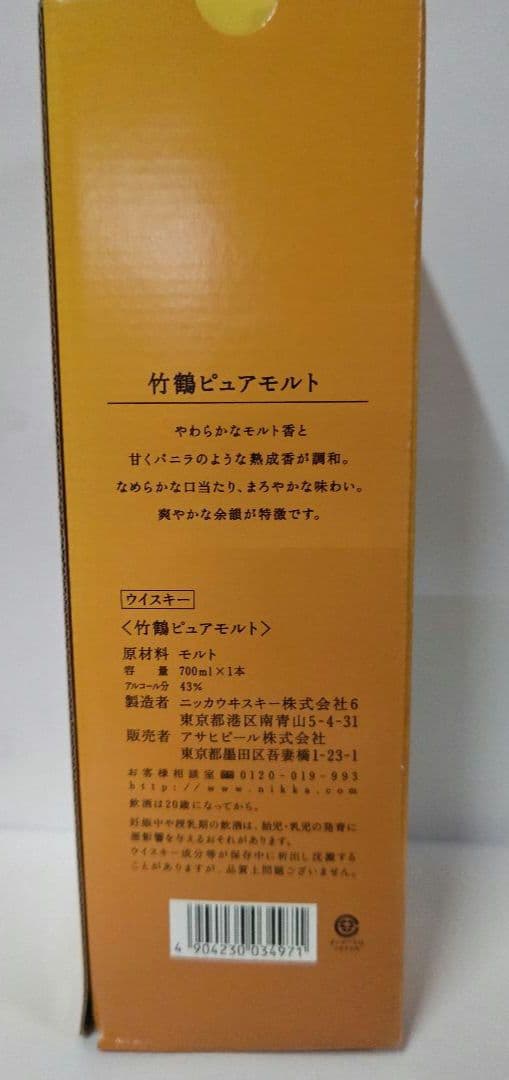 竹鶴ピュアモルト
やわらかなモルト香と
甘くバニラのような熟成香が調和。
なめらかな口当たり、まろやかな味わい。
爽やかな余韻が特徴です。
ウイスキー
〈竹鶴ピュアモルト〉
原材料 モルト
容量 700ml×1本
アルコール分 43%
製造者 ニッカウヰスキー株式会社6
東京都港区南青山5-4-31
販売者 アサヒビール株式会社
東京都墨田区吾妻橋1-23-1
お客様相談室 0120-019-993
http://www.nikka.com
飲酒は20歳になってから。
妊娠中や授乳期の飲酒は、胎児・乳児の発育に
悪影響を与えるおそれがあります。
ウイスキー成分等が保存中に析出し沈澱する
ことがありますが、品質上問題ございません。
4 904230 034971